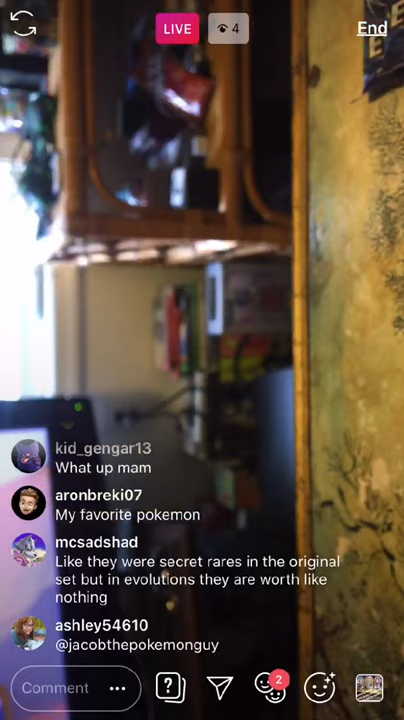 LIVE
4
End
kid_gengar13
What up mam
aronbreki07
My favorite pokemon
mcsadshad
Like they were secret rares in the original
set but in evolutions they are worth like
nothing
ashley54610
@jacobthepokemonguy
Comment
2